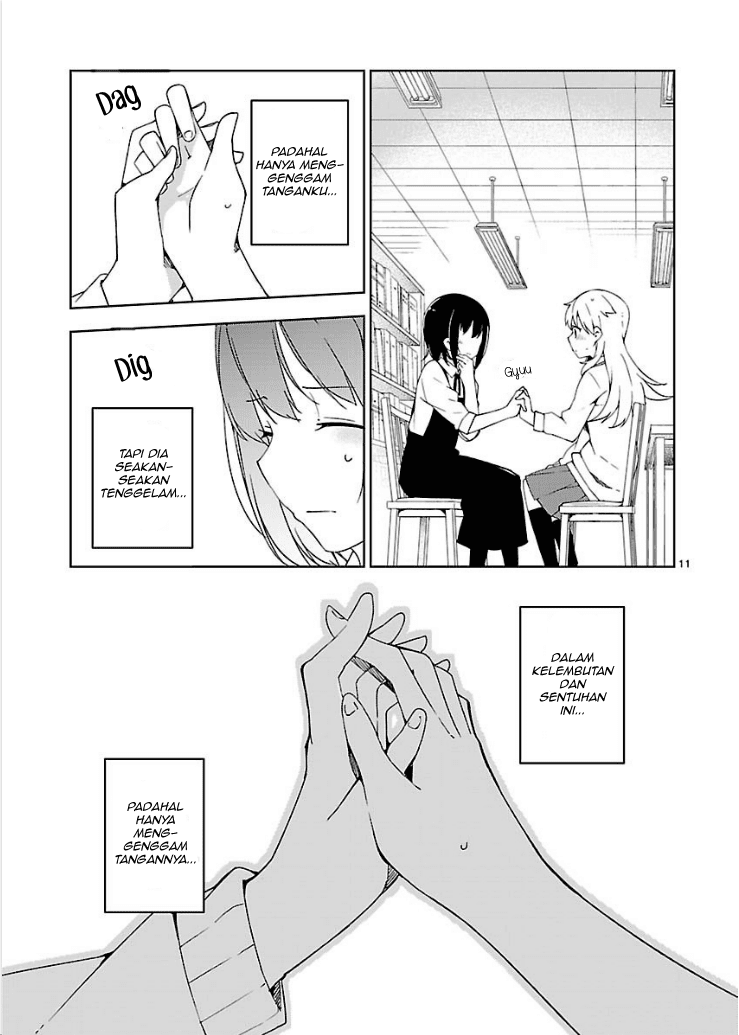 Gyuu
11
Dag
PADAHAL
HANYA MENG-
GENGGAM
TANGANKU...
Dig
TAPI DIA
SEAKAN-
SEAKAN
TENGGELAM...
DALAM
KELEMBUTAN
DAN
SENTUHAN
INI...
PADAHAL
HANYA
MENG-
GENGGAM
TANGANNYA...